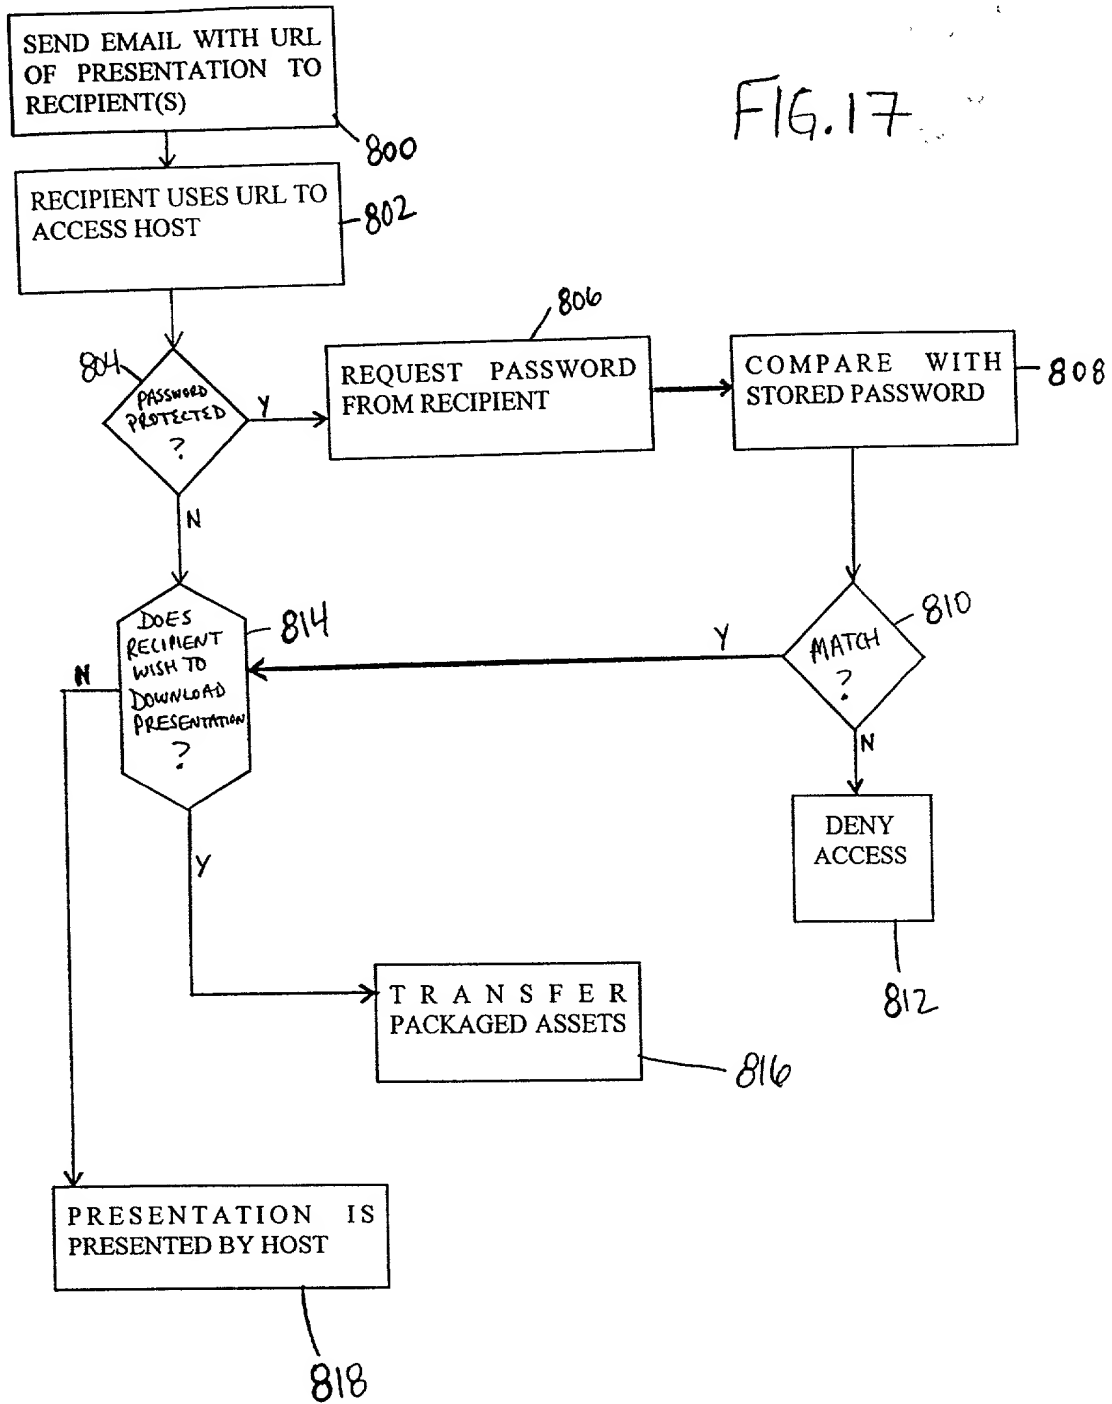 SEND EMAIL WITH URL
OF PRESENTATION TO
RECIPIENT(S)
800
FIG.17
RECIPIENT USES URL TO
ACCESS HOST
802
804
PASSWORD
PROTECTED
?
Y
N
806
REQUEST PASSWORD
FROM RECIPIENT
COMPARE WITH
STORED PASSWORD
808
810
MATCH
?
Y
N
DENY
ACCESS
812
814
DOES
RECIPIENT
WISH TO
DOWNLOAD
PRESENTATION
?
N
Y
TRANSFER
PACKAGED ASSETS
816
PRESENTATION IS
PRESENTED BY HOST
818